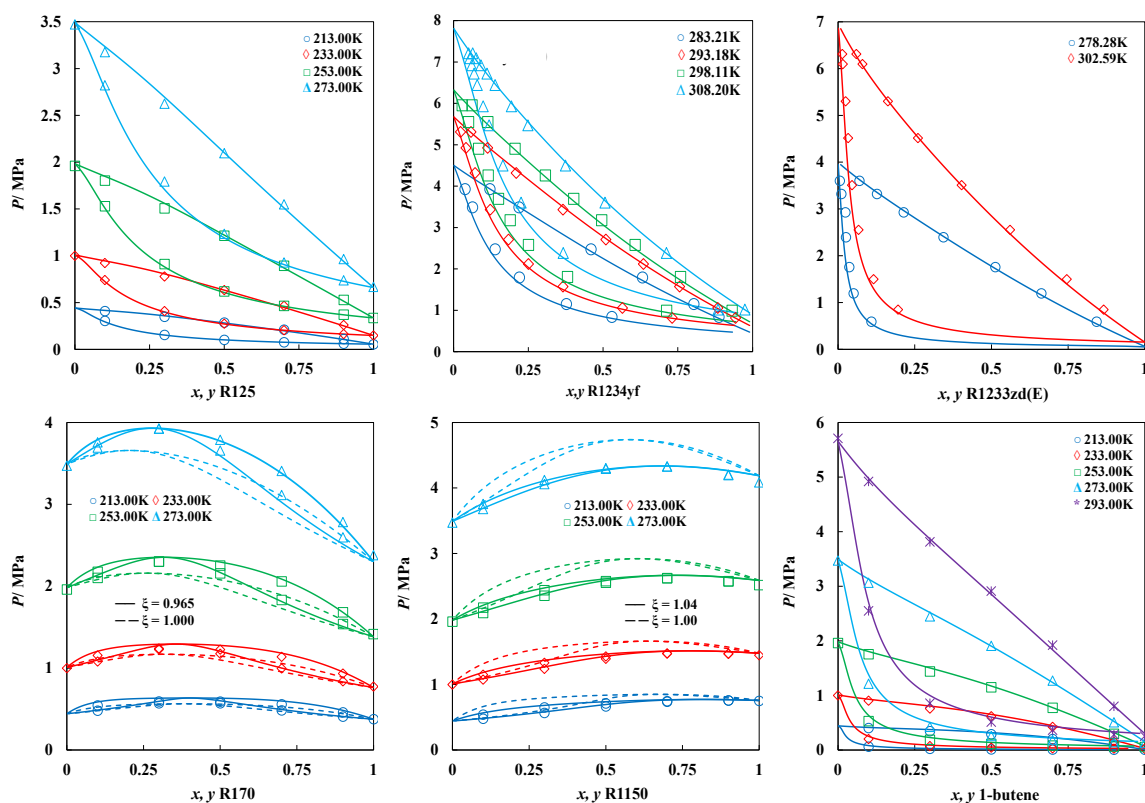 3.5
3
2.5
2
1.5
1
0.5
0
P/ MPa
213.00K
233.00K
253.00K
273.00K
0 0.25 0.5 0.75 1
x, y R125
8
7
6
5
4
3
2
1
0
P/ MPa
283.21K
293.18K
298.11K
308.20K
0 0.25 0.5 0.75 1
x,y R1234yf
7
6
5
4
3
2
1
0
P/ MPa
278.28K
302.59K
0 0.25 0.5 0.75 1
x, y R1233zd(E)
4
3
2
1
0
P/ MPa
213.00K 233.00K
253.00K 273.00K
ξ = 0.965
ξ = 1.000
0 0.25 0.5 0.75 1
x, y R170
5
4
3
2
1
0
P/ MPa
213.00K 233.00K
253.00K 273.00K
ξ = 1.04
ξ = 1.00
0 0.25 0.5 0.75 1
x, y R1150
6
5
4
3
2
1
0
P/ MPa
213.00K
233.00K
253.00K
273.00K
293.00K
0 0.25 0.5 0.75 1
x, y 1-butene